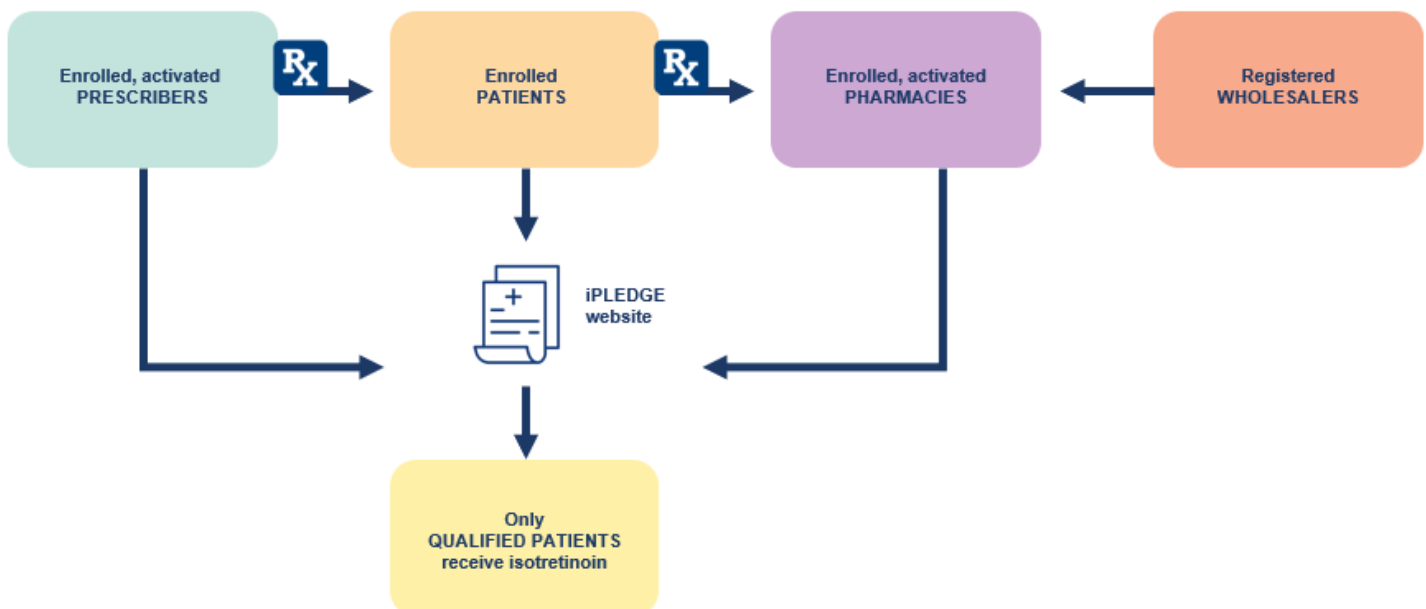 Enrolled, activated
PRESCRIBERS
Rx
Enrolled
PATIENTS
Rx
Enrolled, activated
PHARMACIES
Registered
WHOLESALERS
iPLEDGE
website
Only
QUALIFIED PATIENTS
receive isotretinoin